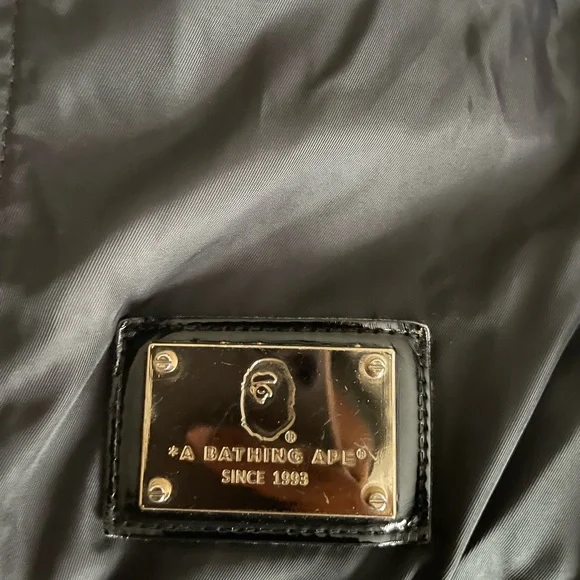 ®
*A BATHING APE®
SINCE 1993